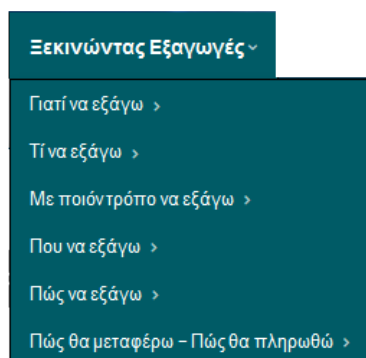 Ξεκινώντας Εξαγωγές
Γιατί να εξάγω
Τί να εξάγω
Με ποιόν τρόπο να εξάγω
Που να εξάγω
Πώς να εξάγω
Πώς θα μεταφέρω – Πώς θα πληρωθώ